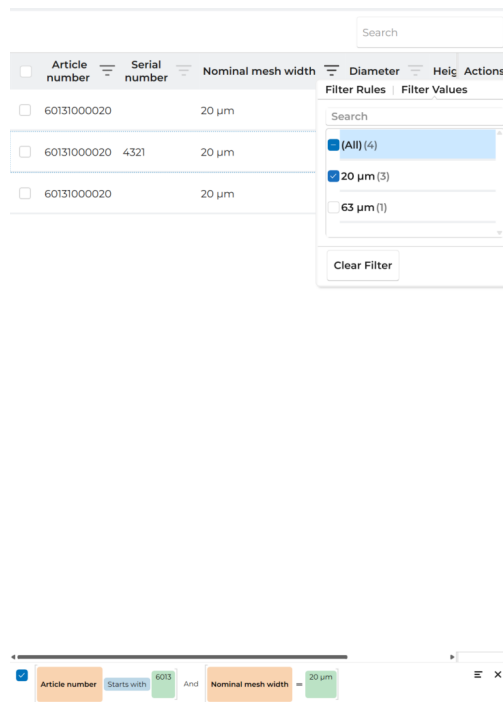 Search
Article number
Serial number
Nominal mesh width
Diameter
Heig
Actions
Filter Rules | Filter Values
60131000020 20 µm
Search
(All) (4)
60131000020 4321 20 µm
20 µm (3)
60131000020 20 µm
63 µm (1)
Clear Filter
Article number Starts with 6013 And Nominal mesh width = 20 µm